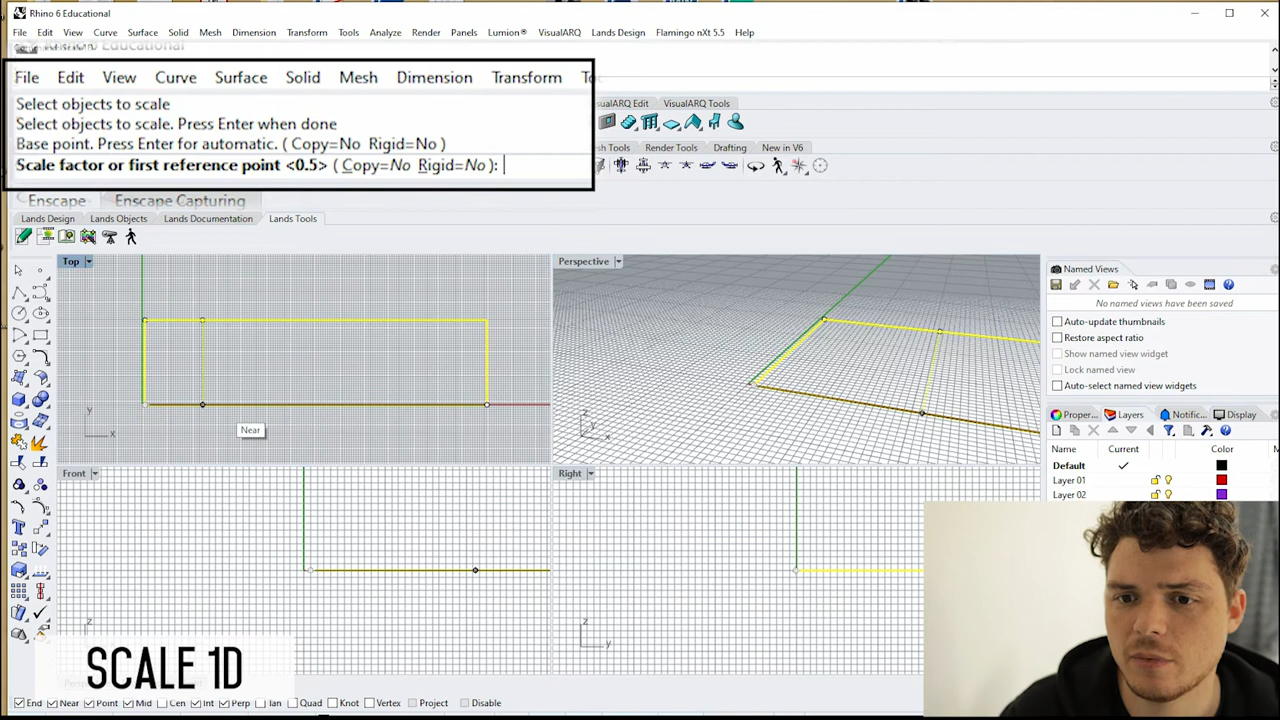 Rhino 6 Educational
File Edit View Curve Surface Solid Mesh Dimension Transform Tools Analyze Render Panels Lumion® VisualARQ Lands Design Flamingo nXt 5.5 Help
File Edit View Curve Surface Solid Mesh Dimension Transform
Select objects to scale
Select objects to scale. Press Enter when done
Base point. Press Enter for automatic. ( Copy=No Rigid=No )
Scale factor or first reference point <0.5> ( Copy=No Rigid=No ):
VisualARQ Tools
Render Tools Drafting New in V6
Enscape Enscape Capturing
Lands Design Lands Objects Lands Documentation Lands Tools
Top
Perspective
Named Views
No named views have been saved
Auto-update thumbnails
Restore aspect ratio
Show named view widget
Lock named view
Auto-select named view widgets
y
x
Near
z
y
x
Proper... Layers Notific... Display
Name Current Color
Default
Layer 01
Layer 02
Front
Right
z
z
y
SCALE 1D
End Near Point Mid Cen Int Perp Tan Quad Knot Vertex Project Disable